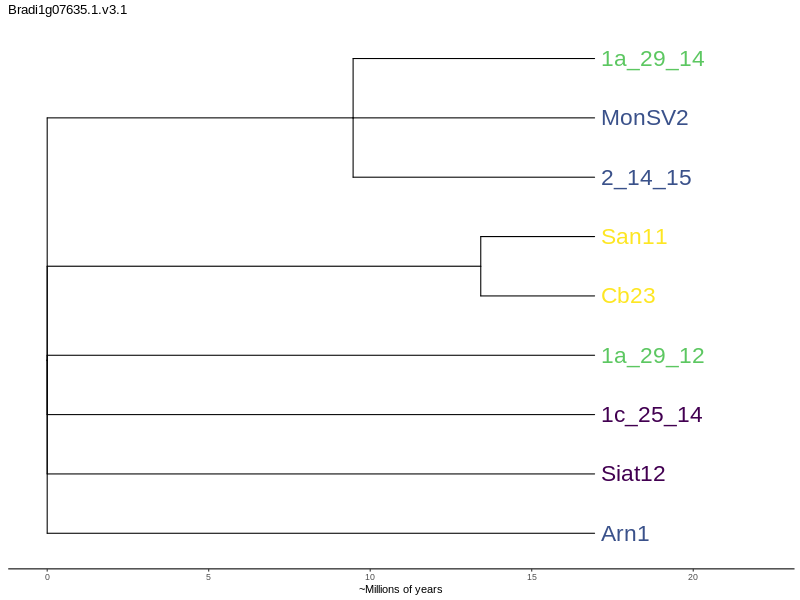 Bradi1g07635.1.v3.1
1a_29_14
MonSV2
2_14_15
San11
Cb23
1a_29_12
1c_25_14
Siat12
Arn1
0 5 10 15 20
~Millions of years